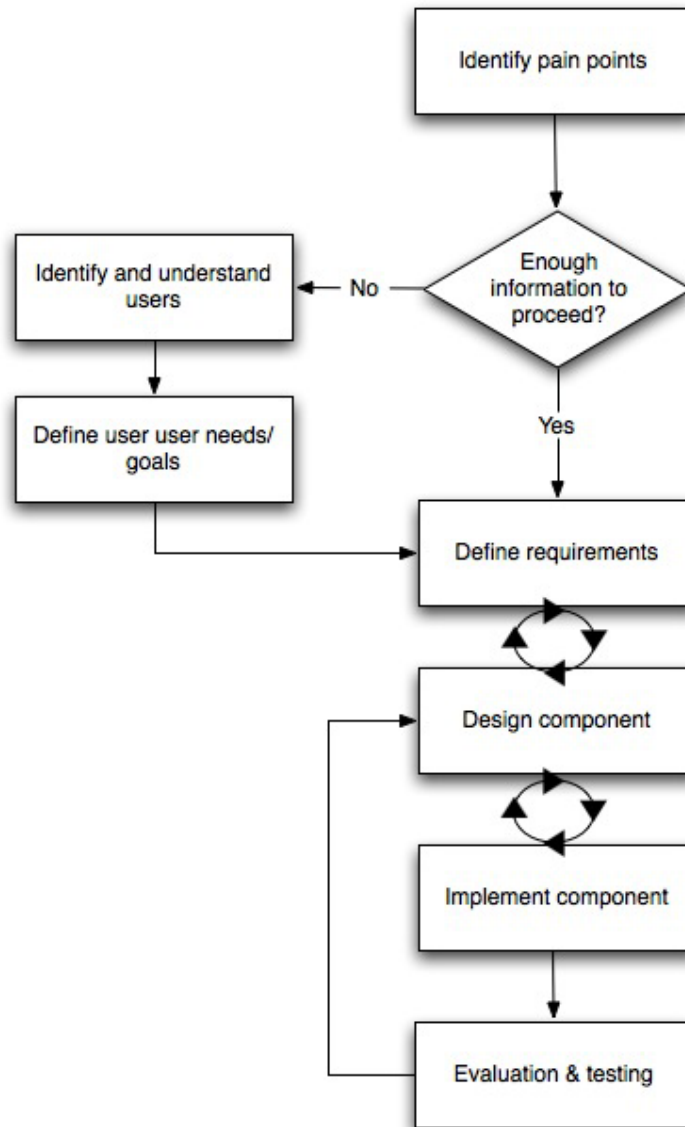 Identify pain points
Enough
information to
proceed?
No
Identify and understand
users
Define user user needs/
goals
Yes
Define requirements
Design component
Implement component
Evaluation & testing